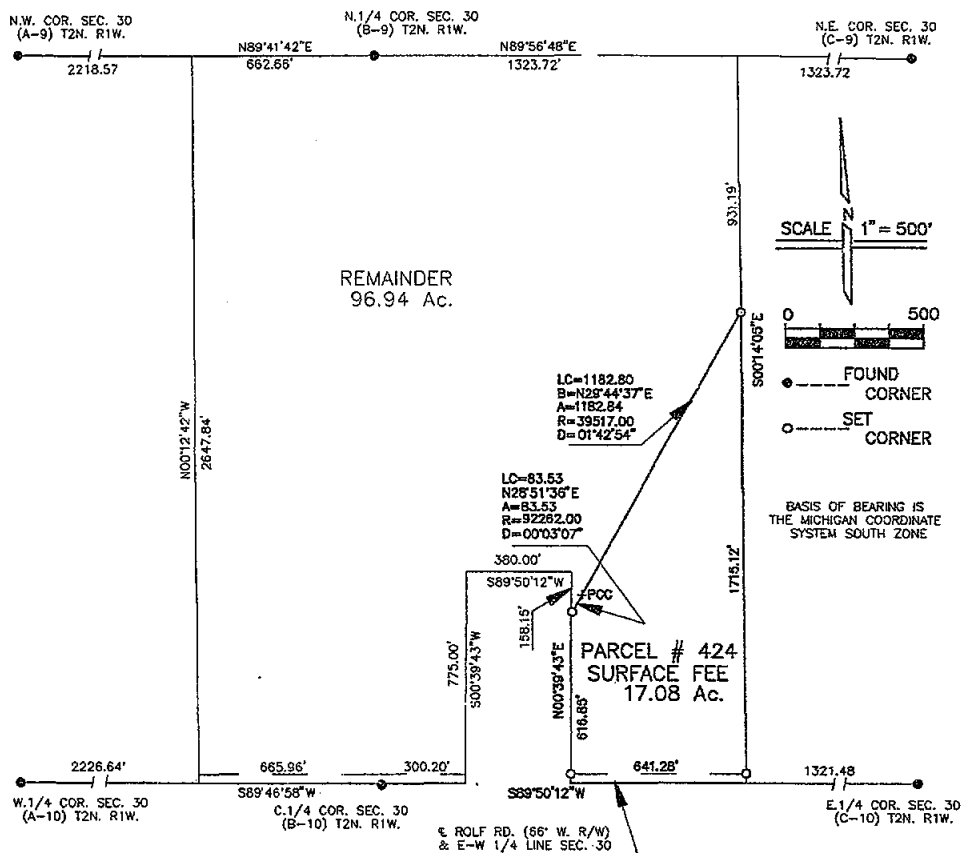 N.W. COR. SEC. 30
(A-9) T2N. R1W.
N.1/4 COR. SEC. 30
(B-9) T2N. R1W.
N.E. COR. SEC. 30
(C-9) T2N. R1W.
N89°41'42"E
N89°56'48"E
2218.57
662.66'
1323.72'
1323.72
931.19'
N
SCALE 1"= 500'
REMAINDER
96.94 Ac.
0 500
S00°14'05"E
FOUND
CORNER
SET
CORNER
LC=1182.80
B=N29°44'37"E
A=1182.84
R=39517.00
D=01°42'54"
N00°12'42"W
2647.84'
LC=83.53
N28°51'36"E
A=83.53
R=92262.00
D=00°03'07"
BASIS OF BEARING IS
THE MICHIGAN COORDINATE
SYSTEM SOUTH ZONE
380.00'
S89°50'12"W
1715.12'
PCC
158.15'
775.00'
S00°39'43"W
N00°39'43"E
616.85'
PARCEL # 424
SURFACE FEE
17.08 Ac.
2226.64'
665.96'
300.20'
641.28'
1321.48
S89°46'58"W
S89°50'12"W
W.1/4 COR. SEC. 30
(A-10) T2N. R1W.
C.1/4 COR. SEC. 30
(B-10) T2N. R1W.
E.1/4 COR. SEC. 30
(C-10) T2N. R1W.
℄ ROLF RD. (66' W. R/W)
& E-W 1/4 LINE SEC. 30